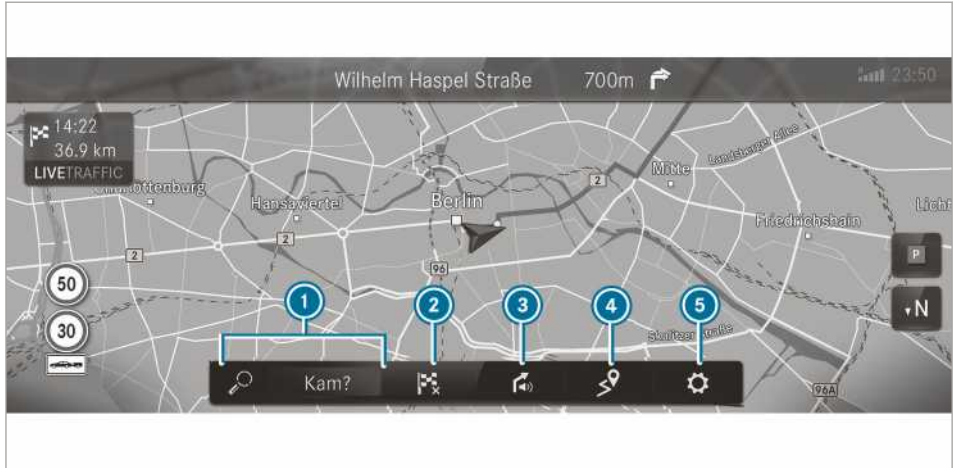 Wilhelm Haspel Straße 700m 23:50
14:22
36.9 km
LIVETRAFFIC
Landsberger Allee
Mitte
2
Hansaviertel
Berlin
Friedrichshain
2
2
96
P
N
50
30
1 2 3 4 5
Skalitzer Straße
Kam?
96A